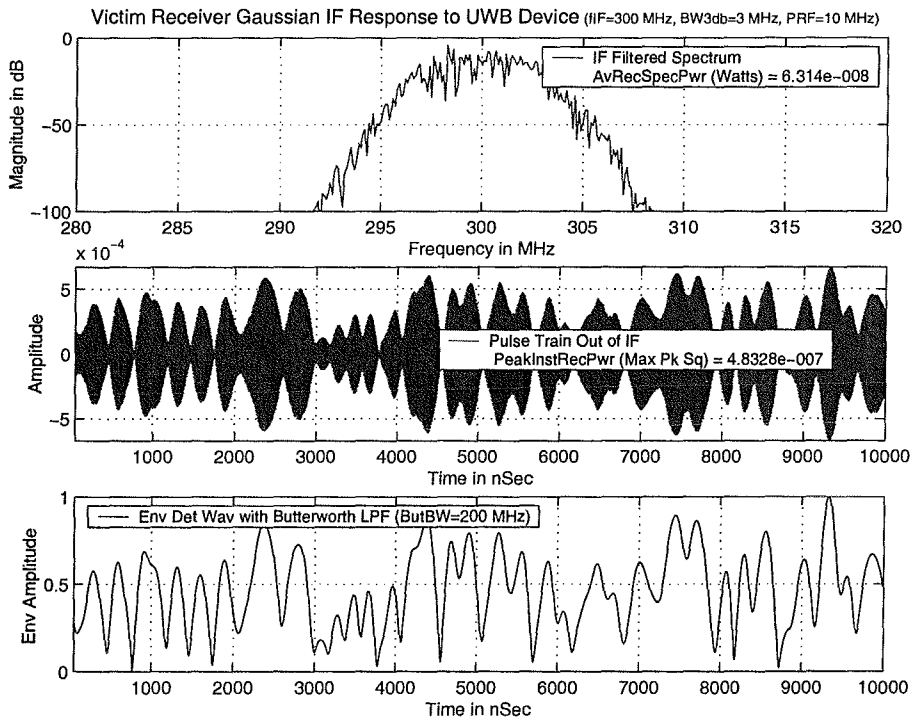 Victim Receiver Gaussian IF Response to UWB Device (fIF=300 MHz, BW3db=3 MHz, PRF=10 MHz)
0
−50
−100
Magnitude in dB
IF Filtered Spectrum
AvRecSpecPwr (Watts) = 6.314e−008
280 285 290 295 300 305 310 315 320
Frequency in MHz
x 10^−4
5
0
−5
Amplitude
Pulse Train Out of IF
PeakInstRecPwr (Max Pk Sq) = 4.8328e−007
1000 2000 3000 4000 5000 6000 7000 8000 9000 10000
Time in nSec
1
0.5
0
Env Amplitude
Env Det Wav with Butterworth LPF (ButBW=200 MHz)
1000 2000 3000 4000 5000 6000 7000 8000 9000 10000
Time in nSec